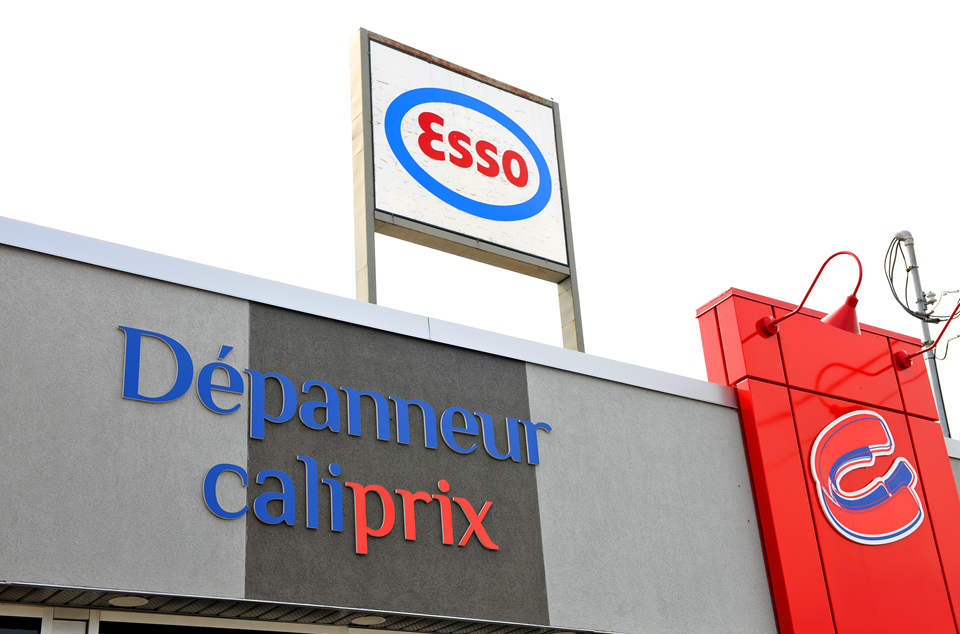 Esso
Dépanneur
caliprix
C